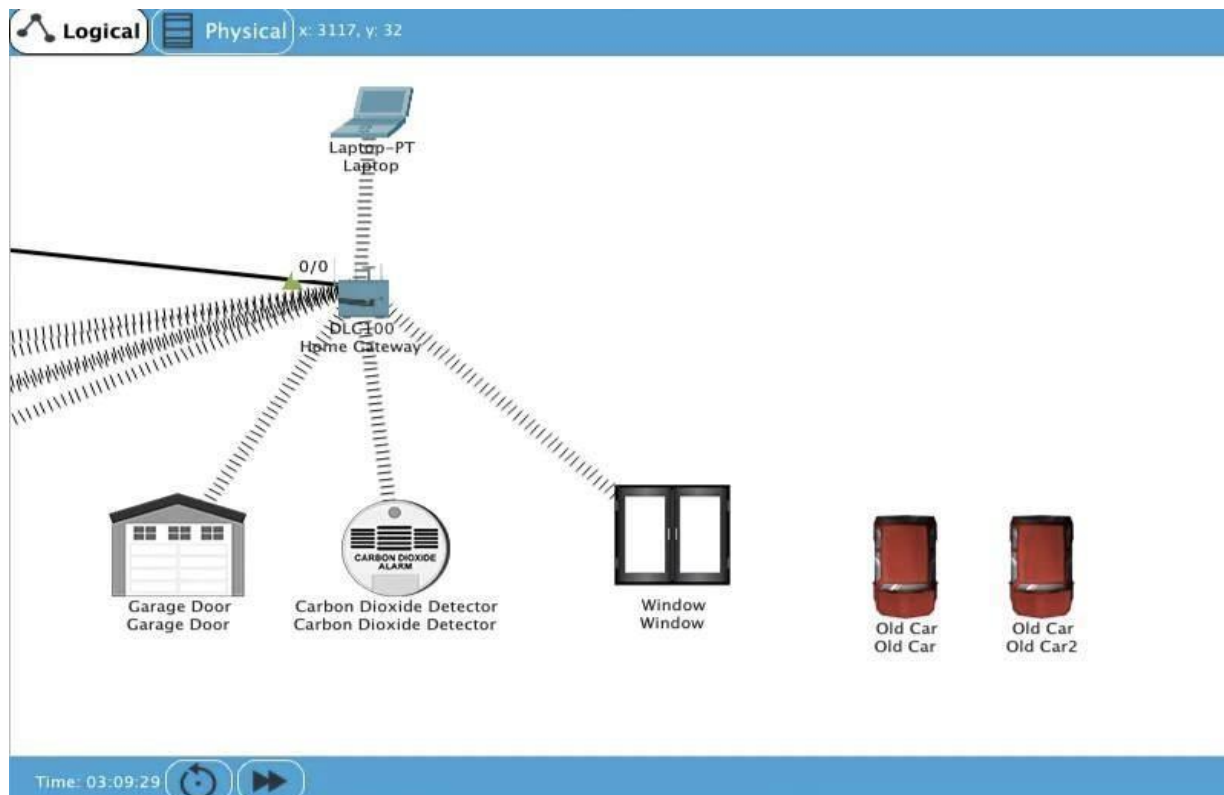 Logical Physical x: 3117, y: 32
Laptop-PT
Laptop
0/0
DLC100
Home Gateway
CARBON DIOXIDE
ALARM
Garage Door
Garage Door
Carbon Dioxide Detector
Carbon Dioxide Detector
Window
Window
Old Car
Old Car
Old Car
Old Car2
Time: 03:09:29